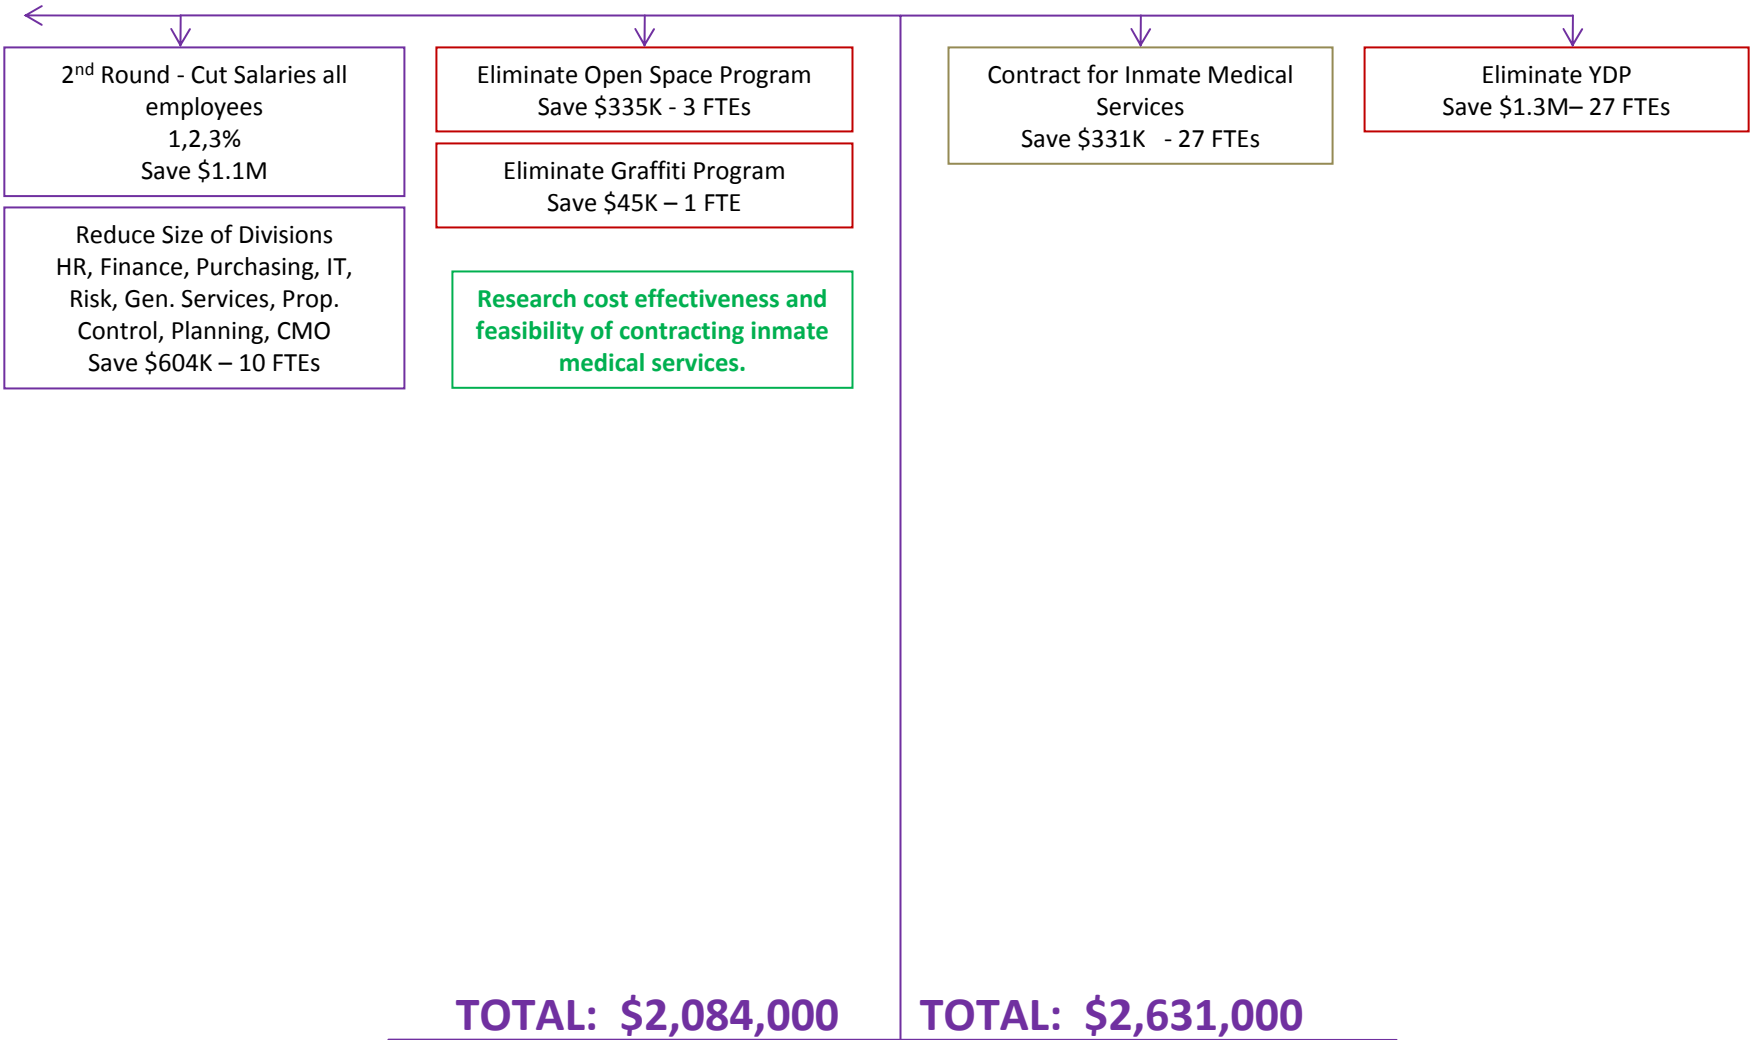 2nd Round - Cut Salaries all
employees
1,2,3%
Save $1.1M
Reduce Size of Divisions
HR, Finance, Purchasing, IT,
Risk, Gen. Services, Prop.
Control, Planning, CMO
Save $604K – 10 FTEs
Eliminate Open Space Program
Save $335K - 3 FTEs
Eliminate Graffiti Program
Save $45K – 1 FTE
Research cost effectiveness and
feasibility of contracting inmate
medical services.
Contract for Inmate Medical
Services
Save $331K - 27 FTEs
Eliminate YDP
Save $1.3M– 27 FTEs
TOTAL: $2,084,000
TOTAL: $2,631,000